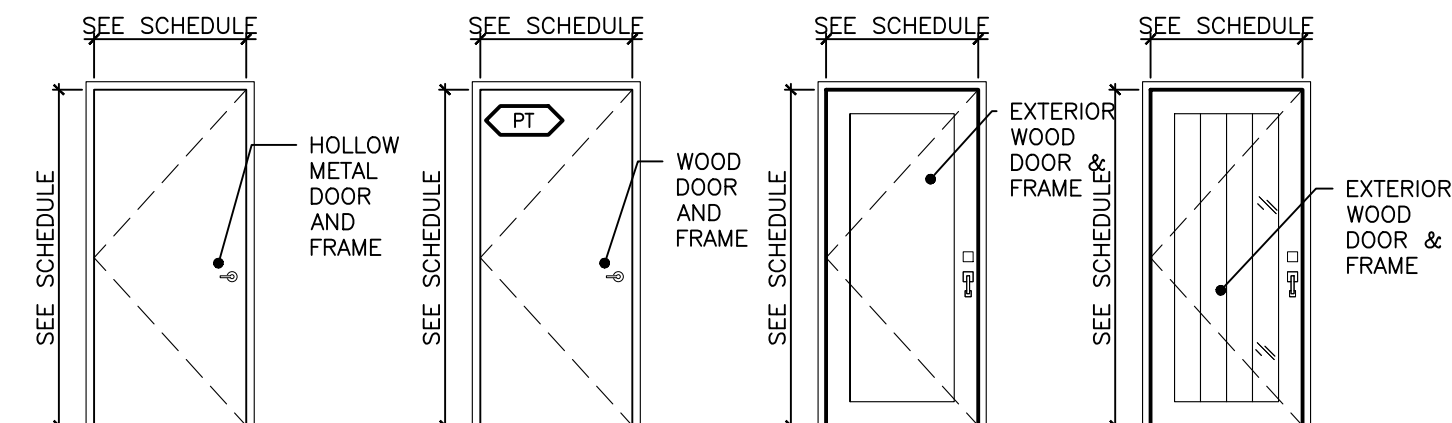 SEE SCHEDULE
SEE SCHEDULE
SEE SCHEDULE
SEE SCHEDULE
SEE SCHEDULE
HOLLOW
METAL
DOOR
AND
FRAME
SEE SCHEDULE
PT
WOOD
DOOR
AND
FRAME
SEE SCHEDULE
EXTERIOR
WOOD
DOOR &
FRAME
SEE SCHEDULE
EXTERIOR
WOOD
DOOR &
FRAME